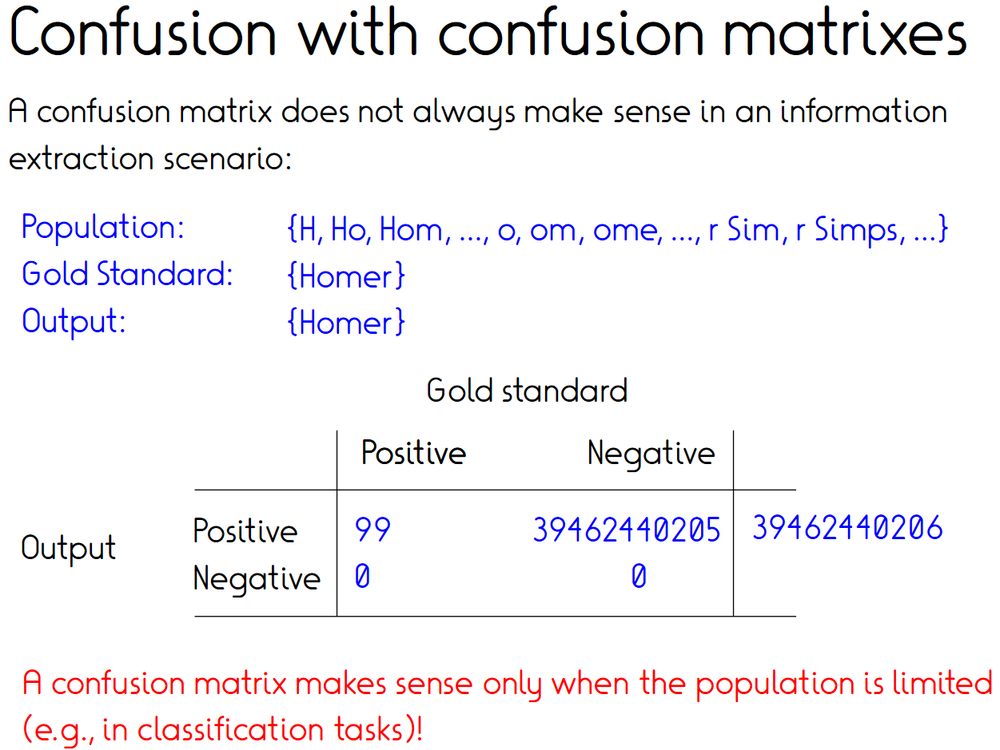 Confusion with confusion matrixes
A confusion matrix does not always make sense in an information
extraction scenario:
Population: {H, Ho, Hom, ..., o, om, ome, ..., r Sim, r Simps, ...}
Gold Standard: {Homer}
Output: {Homer}
Gold standard
Positive Negative
Output
Positive 99 39462440205 39462440206
Negative 0 0
A confusion matrix makes sense only when the population is limited
(e.g., in classification tasks)!